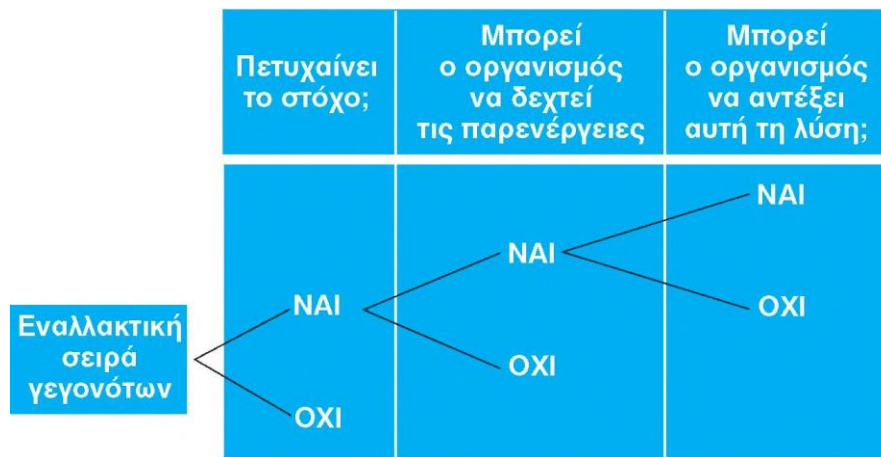 Πετυχαίνει
το στόχο;
Μπορεί
ο οργανισμός
να δεχτεί
τις παρενέργειες
Μπορεί
ο οργανισμός
να αντέξει
αυτή τη λύση;
Εναλλακτική
σειρά
γεγονότων
ΝΑΙ
ΟΧΙ
ΝΑΙ
ΟΧΙ
ΝΑΙ
ΟΧΙ